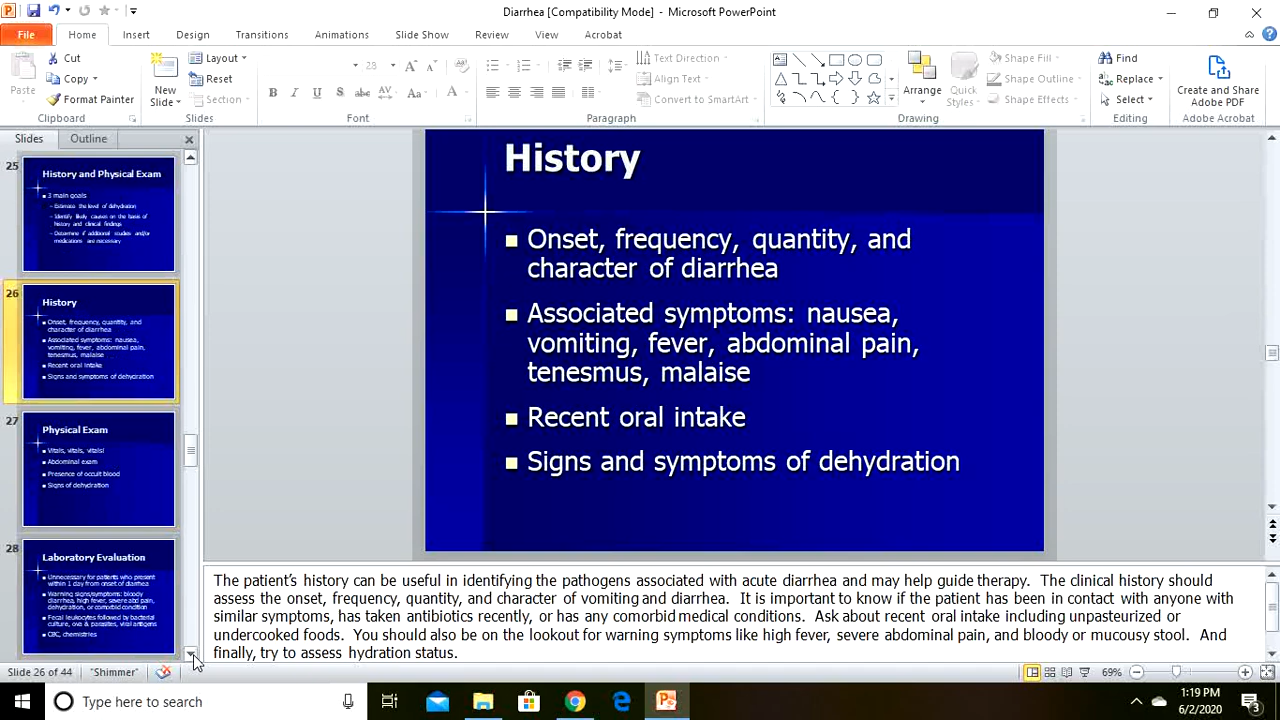 Diarrhea [Compatibility Mode] - Microsoft PowerPoint
File Home Insert Design Transitions Animations Slide Show Review View Acrobat
Paste
Cut
Copy
Format Painter
Clipboard
New Slide
Layout
Reset
Section
Slides
28
B I U S abc AV Aa A
Font
Text Direction
Align Text
Convert to SmartArt
Paragraph
Arrange
Quick Styles
Shape Fill
Shape Outline
Shape Effects
Drawing
Find
Replace
Select
Editing
Create and Share
Adobe PDF
Adobe Acrobat
Slides Outline
25
History and Physical Exam
3 main goals
– Estimate the level of dehydration
– Identify likely causes on the basis of
history and clinical findings
– Determine if additional studies and/or
medications are necessary
26
History
Onset, frequency, quantity, and
character of diarrhea
Associated symptoms: nausea,
vomiting, fever, abdominal pain,
tenesmus, malaise
Recent oral intake
Signs and symptoms of dehydration
27
Physical Exam
Vitals, vitals, vitals!
Abdominal exam
Presence of occult blood
Signs of dehydration
28
Laboratory Evaluation
Unnecessary for patients who present
within 1 day from onset of diarrhea
Warning signs/symptoms: bloody
diarrhea, high fever, severe abd pain,
dehydration, or comorbid condition
Fecal leukocytes followed by bacterial
culture, ova & parasites, viral antigens
CBC, chemistries
History
Onset, frequency, quantity, and
character of diarrhea
Associated symptoms: nausea,
vomiting, fever, abdominal pain,
tenesmus, malaise
Recent oral intake
Signs and symptoms of dehydration
The patient's history can be useful in identifying the pathogens associated with acute diarrhea and may help guide therapy. The clinical history should
assess the onset, frequency, quantity, and character of vomiting and diarrhea. It is important to know if the patient has been in contact with anyone with
similar symptoms, has taken antibiotics recently, or has any comorbid medical conditions. Ask about recent oral intake including unpasteurized or
undercooked foods. You should also be on the lookout for warning symptoms like high fever, severe abdominal pain, and bloody or mucousy stool. And
finally, try to assess hydration status.
Slide 26 of 44 "Shimmer" 69%
Type here to search
1:19 PM
6/2/2020
3